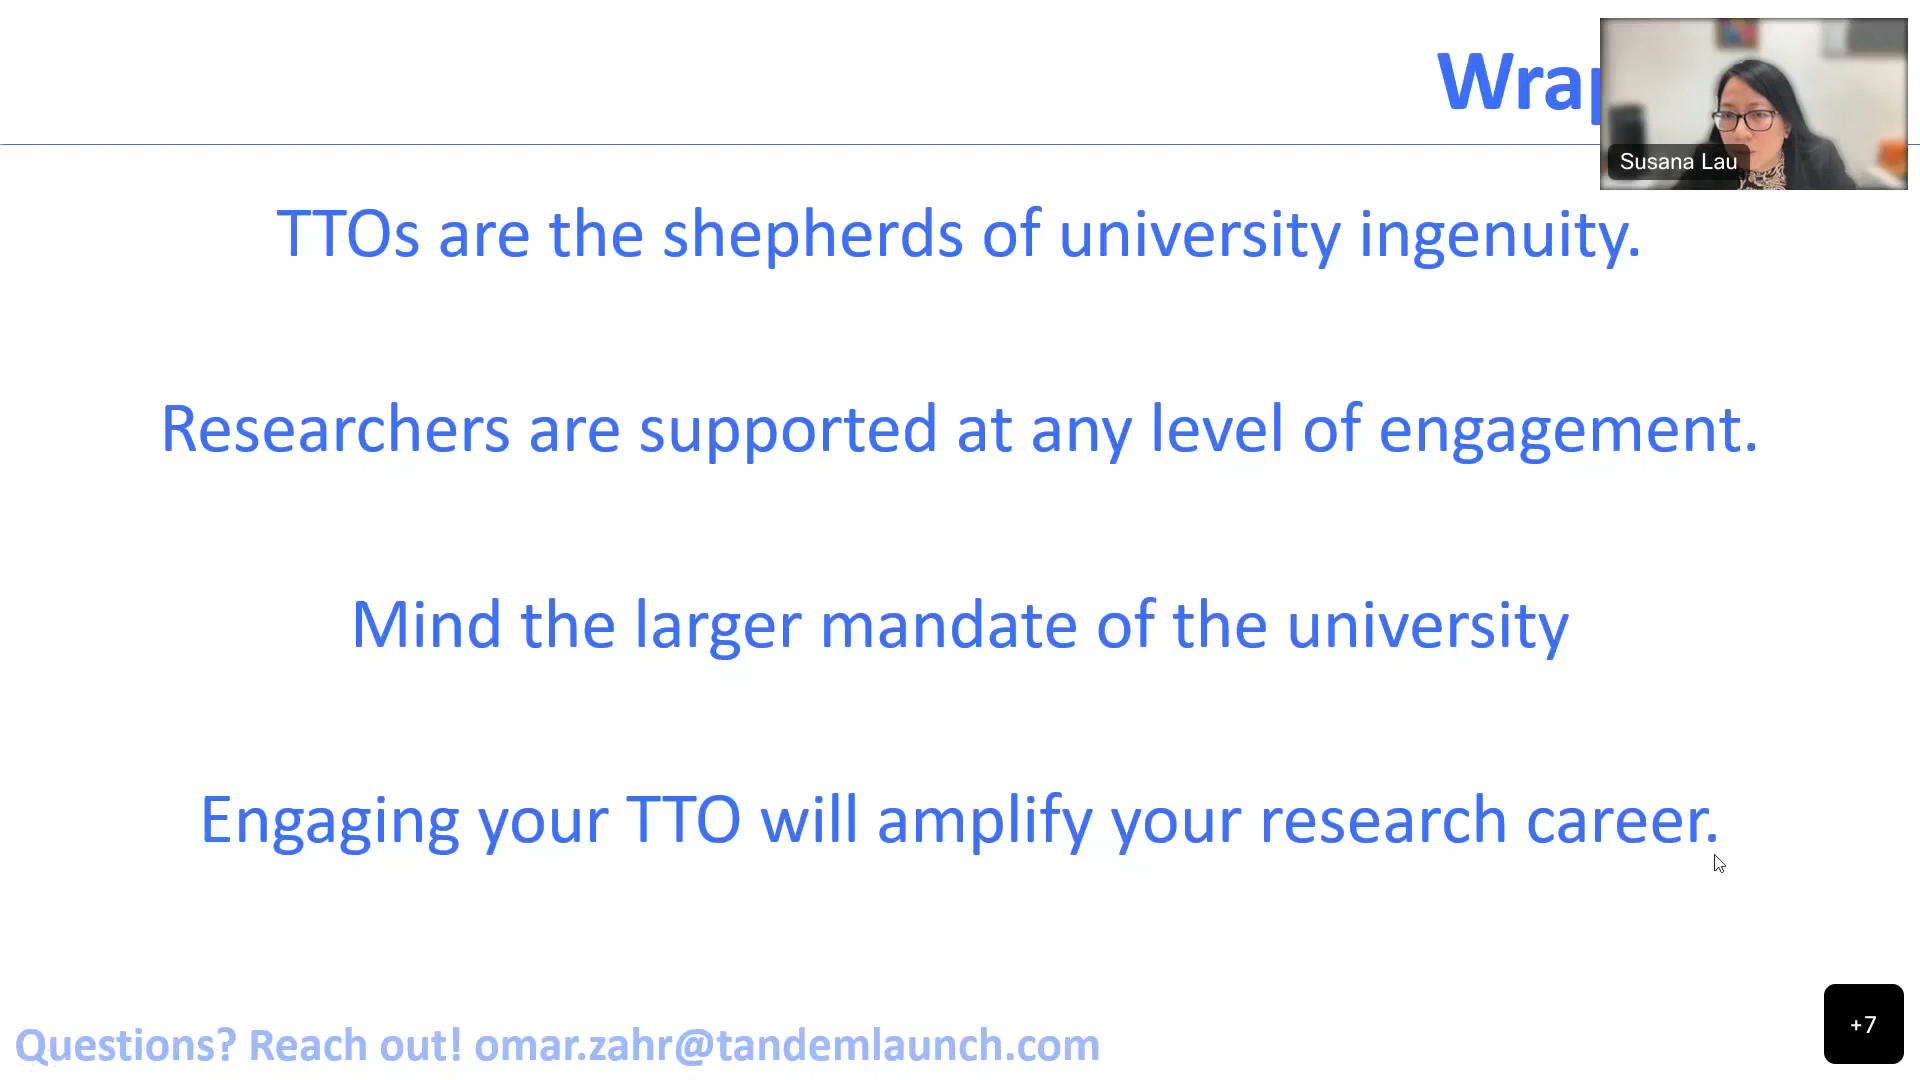 Susana Lau
TTOs are the shepherds of university ingenuity.
Researchers are supported at any level of engagement.
Mind the larger mandate of the university
Engaging your TTO will amplify your research career.
+7
Questions? Reach out! omar.zahr@tandemlaunch.com